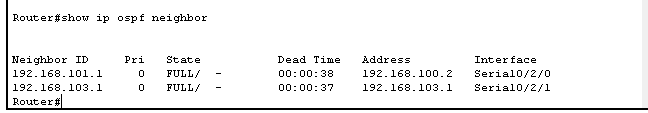 Router#show ip ospf neighbor
Neighbor ID Pri State Dead Time Address Interface
192.168.101.1 0 FULL/ - 00:00:38 192.168.100.2 Serial0/2/0
192.168.103.1 0 FULL/ - 00:00:37 192.168.103.1 Serial0/2/1
Router#